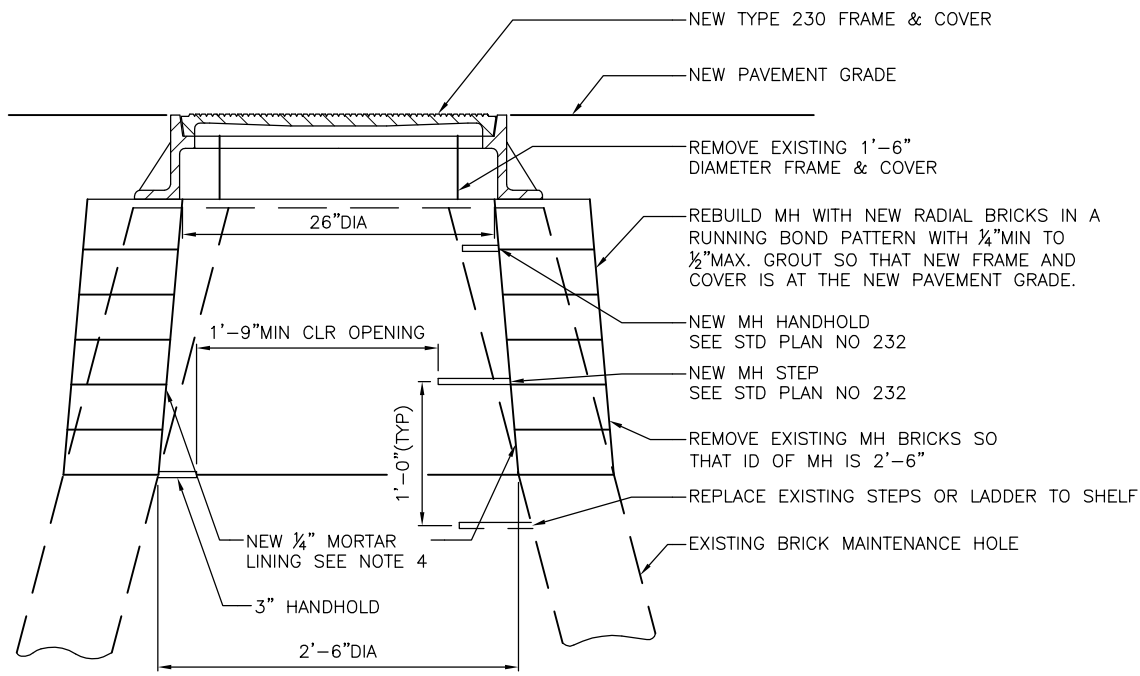 NEW TYPE 230 FRAME & COVER
NEW PAVEMENT GRADE
REMOVE EXISTING 1'-6"
DIAMETER FRAME & COVER
26"DIA
REBUILD MH WITH NEW RADIAL BRICKS IN A
RUNNING BOND PATTERN WITH ¼"MIN TO
½"MAX. GROUT SO THAT NEW FRAME AND
COVER IS AT THE NEW PAVEMENT GRADE.
1'-9"MIN CLR OPENING
NEW MH HANDHOLD
SEE STD PLAN NO 232
NEW MH STEP
SEE STD PLAN NO 232
1'-0"(TYP)
REMOVE EXISTING MH BRICKS SO
THAT ID OF MH IS 2'-6"
REPLACE EXISTING STEPS OR LADDER TO SHELF
NEW ¼" MORTAR
LINING SEE NOTE 4
EXISTING BRICK MAINTENANCE HOLE
3" HANDHOLD
2'-6"DIA